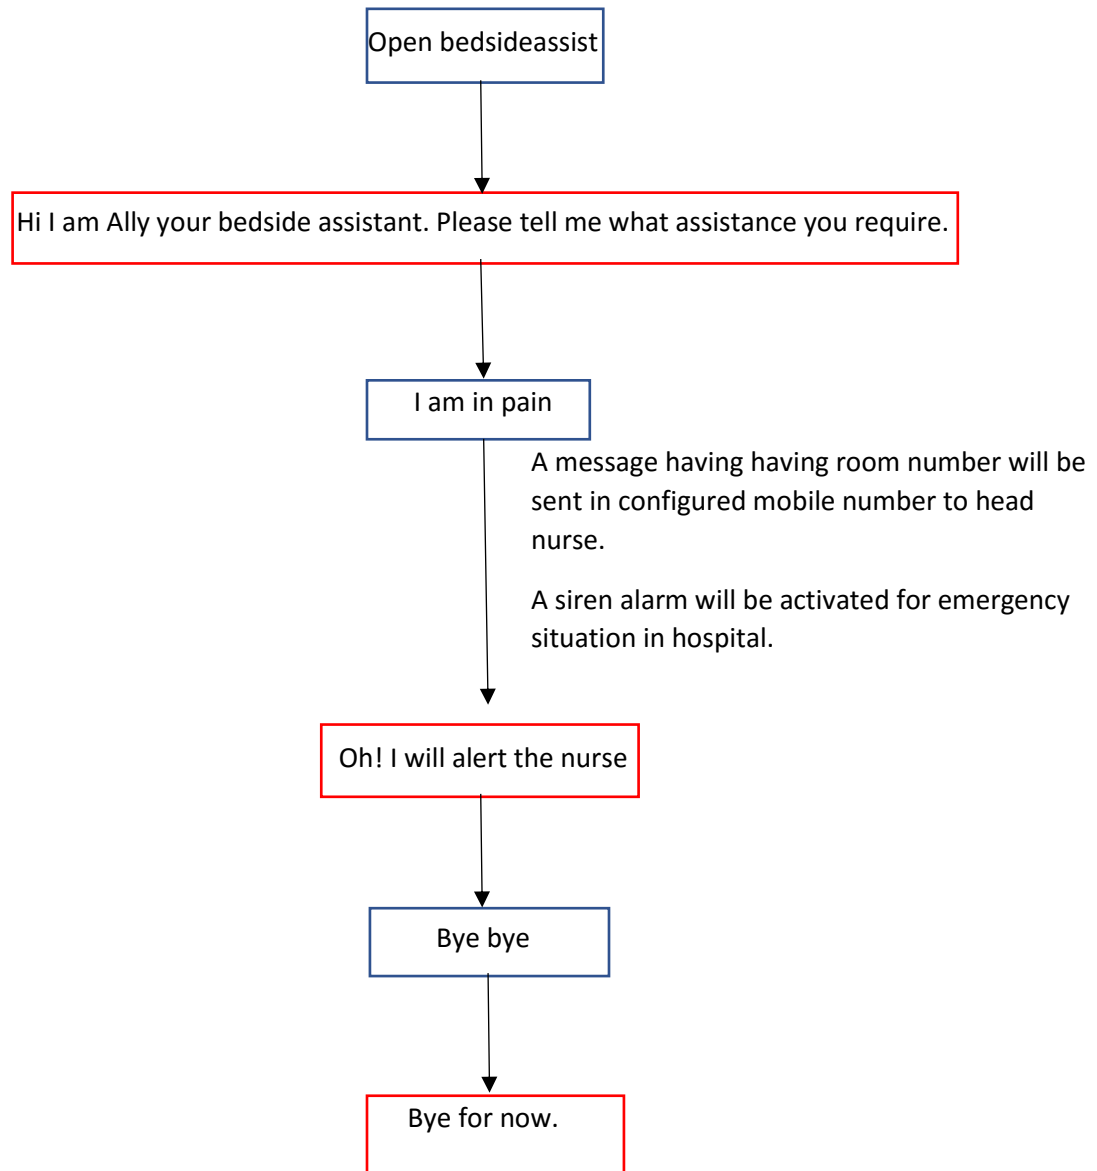 Open bedsideassist
Hi I am Ally your bedside assistant. Please tell me what assistance you require.
I am in pain
A message having having room number will be
sent in configured mobile number to head
nurse.
A siren alarm will be activated for emergency
situation in hospital.
Oh! I will alert the nurse
Bye bye
Bye for now.